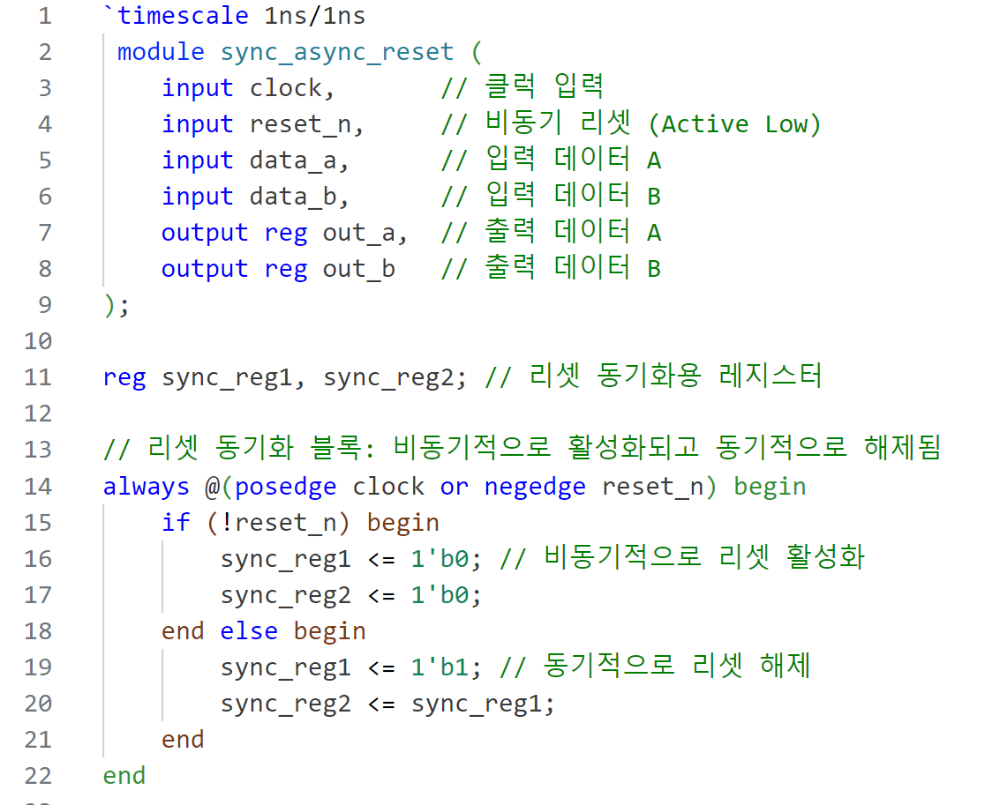 1 `timescale 1ns/1ns
2 module sync_async_reset (
3 input clock, // 클럭 입력
4 input reset_n, // 비동기 리셋 (Active Low)
5 input data_a, // 입력 데이터 A
6 input data_b, // 입력 데이터 B
7 output reg out_a, // 출력 데이터 A
8 output reg out_b // 출력 데이터 B
9 );
10
11 reg sync_reg1, sync_reg2; // 리셋 동기화용 레지스터
12
13 // 리셋 동기화 블록: 비동기적으로 활성화되고 동기적으로 해제됨
14 always @(posedge clock or negedge reset_n) begin
15 if (!reset_n) begin
16 sync_reg1 <= 1'b0; // 비동기적으로 리셋 활성화
17 sync_reg2 <= 1'b0;
18 end else begin
19 sync_reg1 <= 1'b1; // 동기적으로 리셋 해제
20 sync_reg2 <= sync_reg1;
21 end
22 end